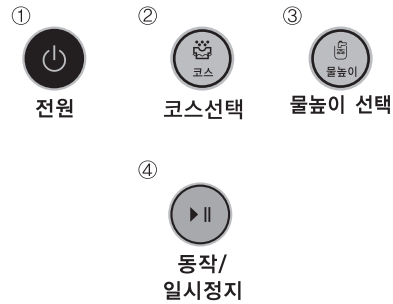 ① ② ③
코스 물높이
전원 코스선택 물높이 선택
④
동작/
일시정지